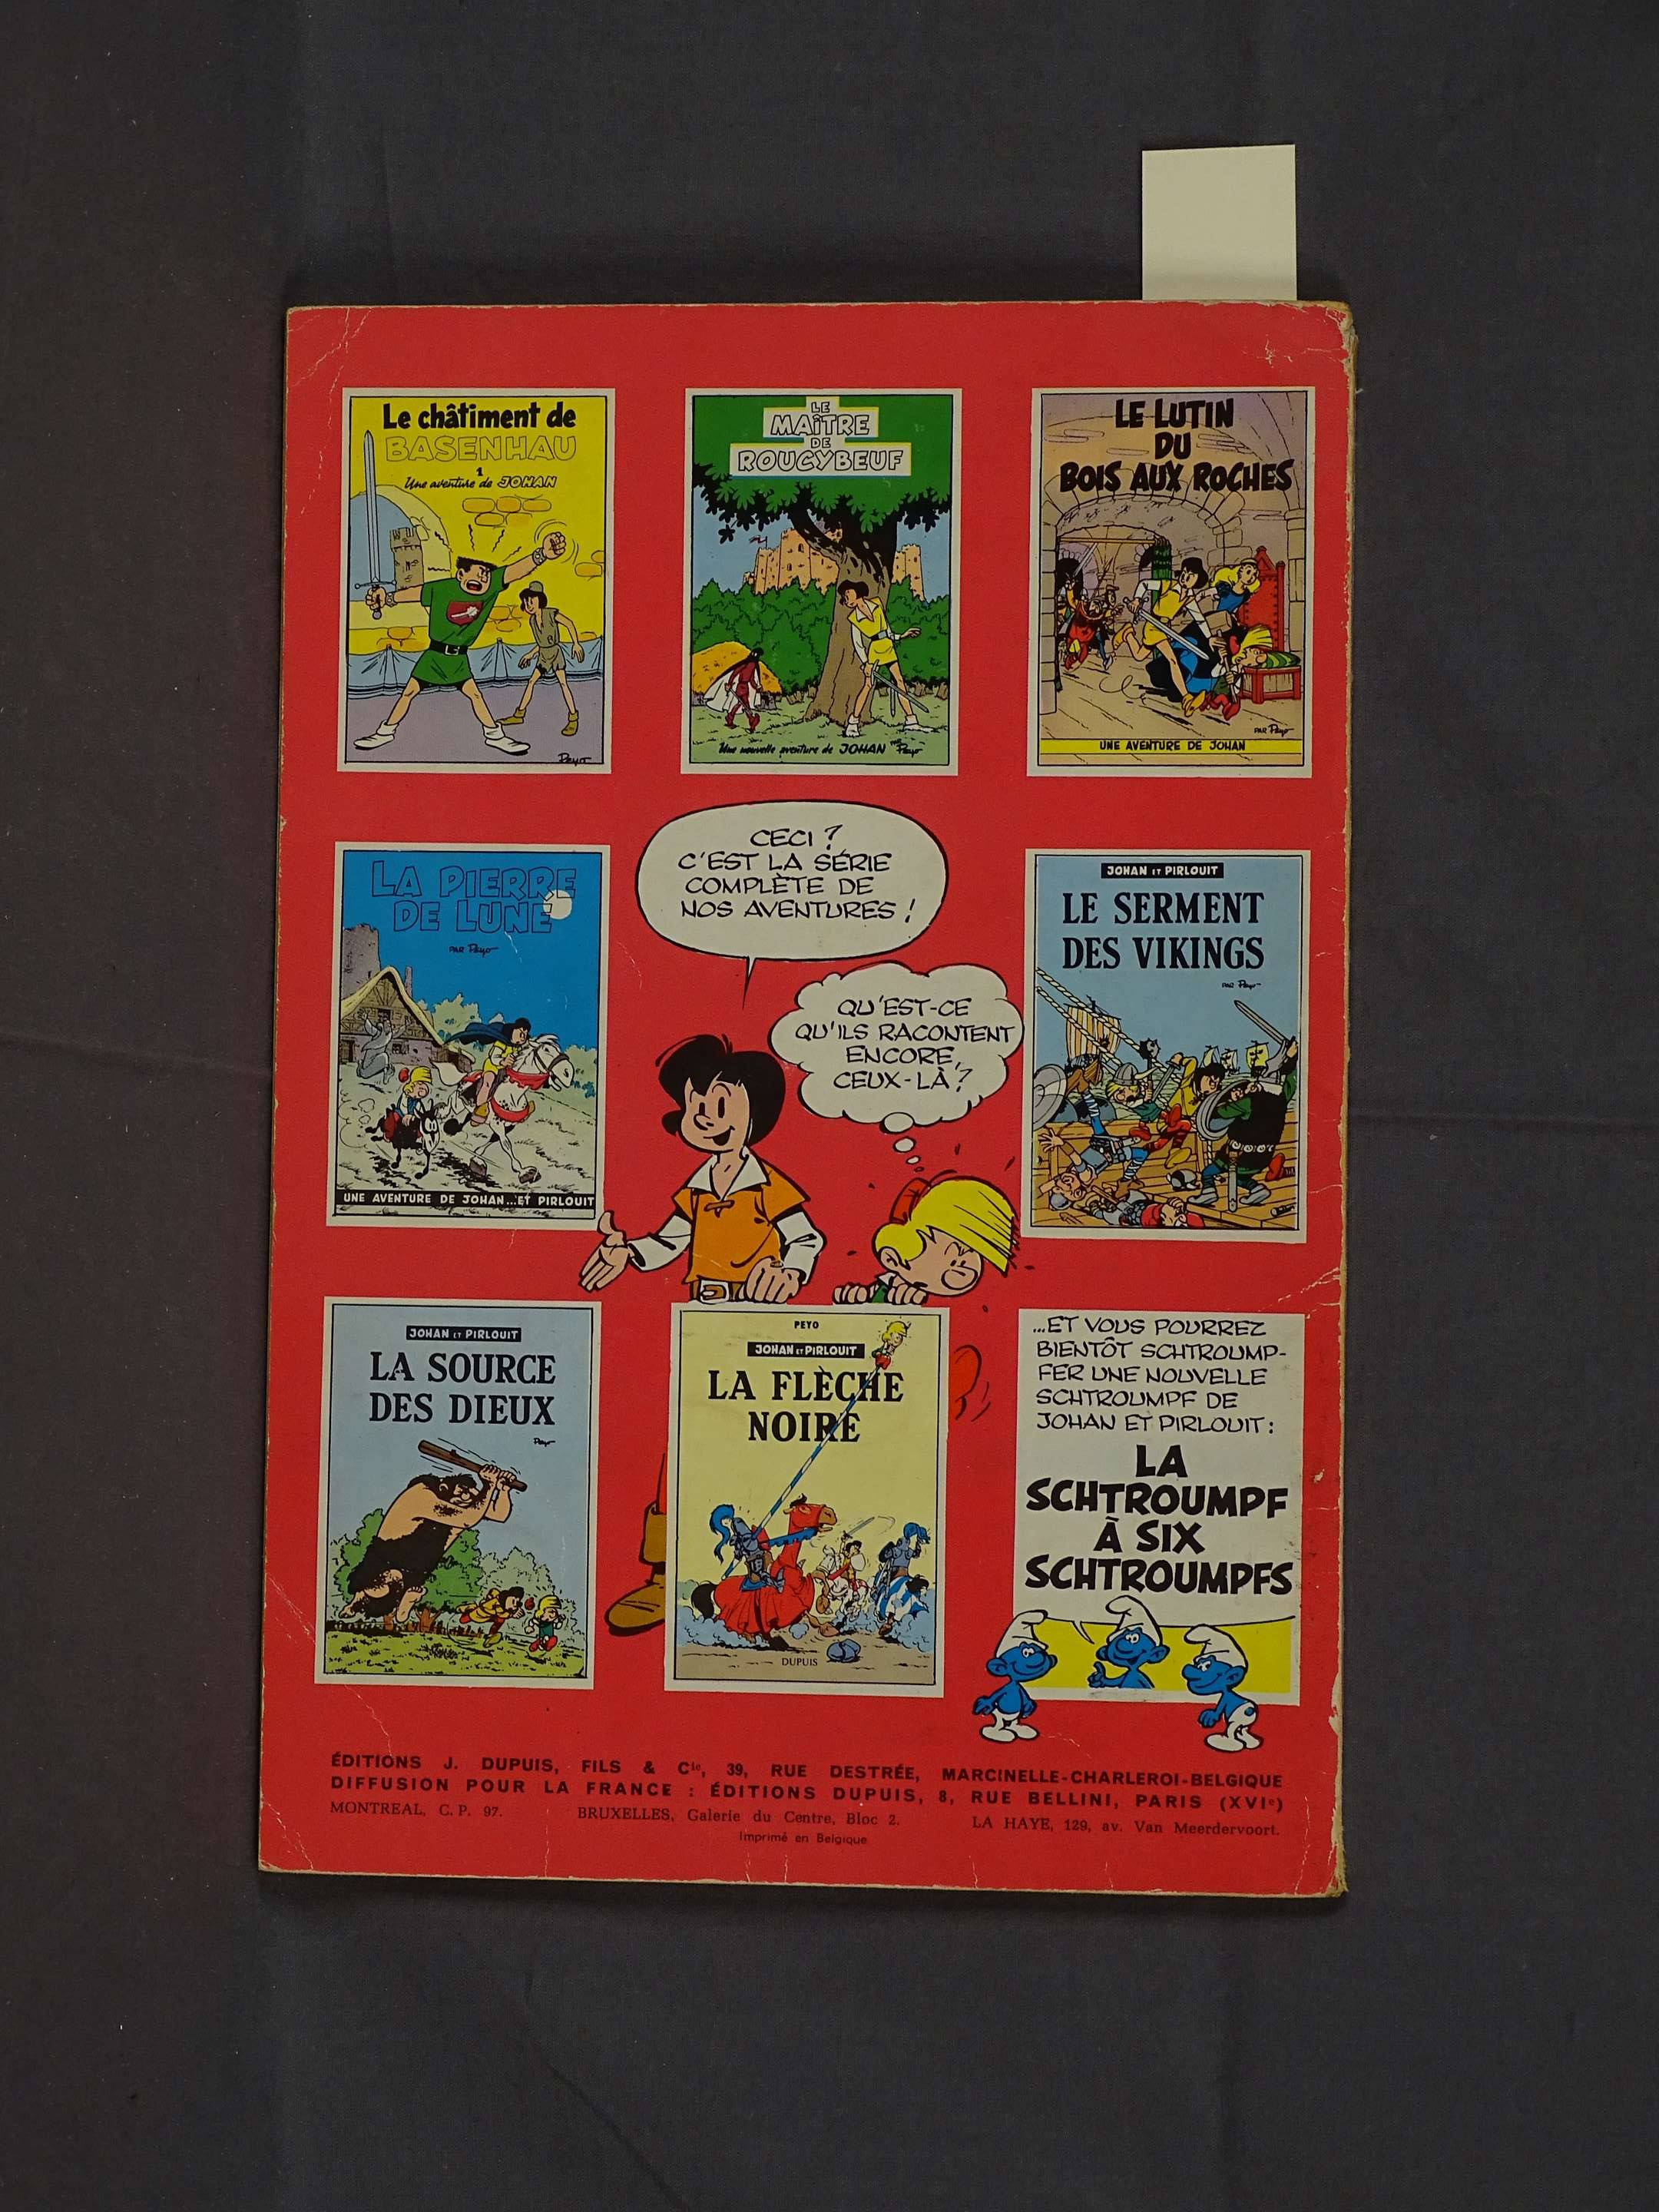 Le châtiment de
BASENHAU
1
Une aventure de JOHAN
Peyo
LE
MAÎTRE
DE
ROUCYBEUF
Une nouvelle aventure de JOHAN PAR Peyo
LE LUTIN
DU
BOIS AUX ROCHES
PAR Peyo
UNE AVENTURE DE JOHAN
CECI ?
C'EST LA SÉRIE
COMPLÈTE DE
NOS AVENTURES !
LA PIERRE
DE LUNE
PAR Peyo
UNE AVENTURE DE JOHAN...ET PIRLOUIT
QU'EST-CE
QU'ILS RACONTENT
ENCORE,
CEUX-LÀ ?
JOHAN ET PIRLOUIT
LE SERMENT
DES VIKINGS
PAR Peyo
JOHAN ET PIRLOUIT
LA SOURCE
DES DIEUX
Peyo
PEYO
JOHAN ET PIRLOUIT
LA FLÈCHE
NOIRE
DUPUIS
...ET VOUS POURREZ
BIENTÔT SCHTROUMP-
FER UNE NOUVELLE
SCHTROUMPF DE
JOHAN ET PIRLOUIT :
LA
SCHTROUMPF
À SIX
SCHTROUMPFS
ÉDITIONS J. DUPUIS, FILS & Cie, 39, RUE DESTRÉE, MARCINELLE-CHARLEROI-BELGIQUE
DIFFUSION POUR LA FRANCE : ÉDITIONS DUPUIS, 8, RUE BELLINI, PARIS (XVIe)
MONTREAL, C. P. 97. BRUXELLES, Galerie du Centre, Bloc 2. LA HAYE, 129, av. Van Meerdervoort.
Imprimé en Belgique